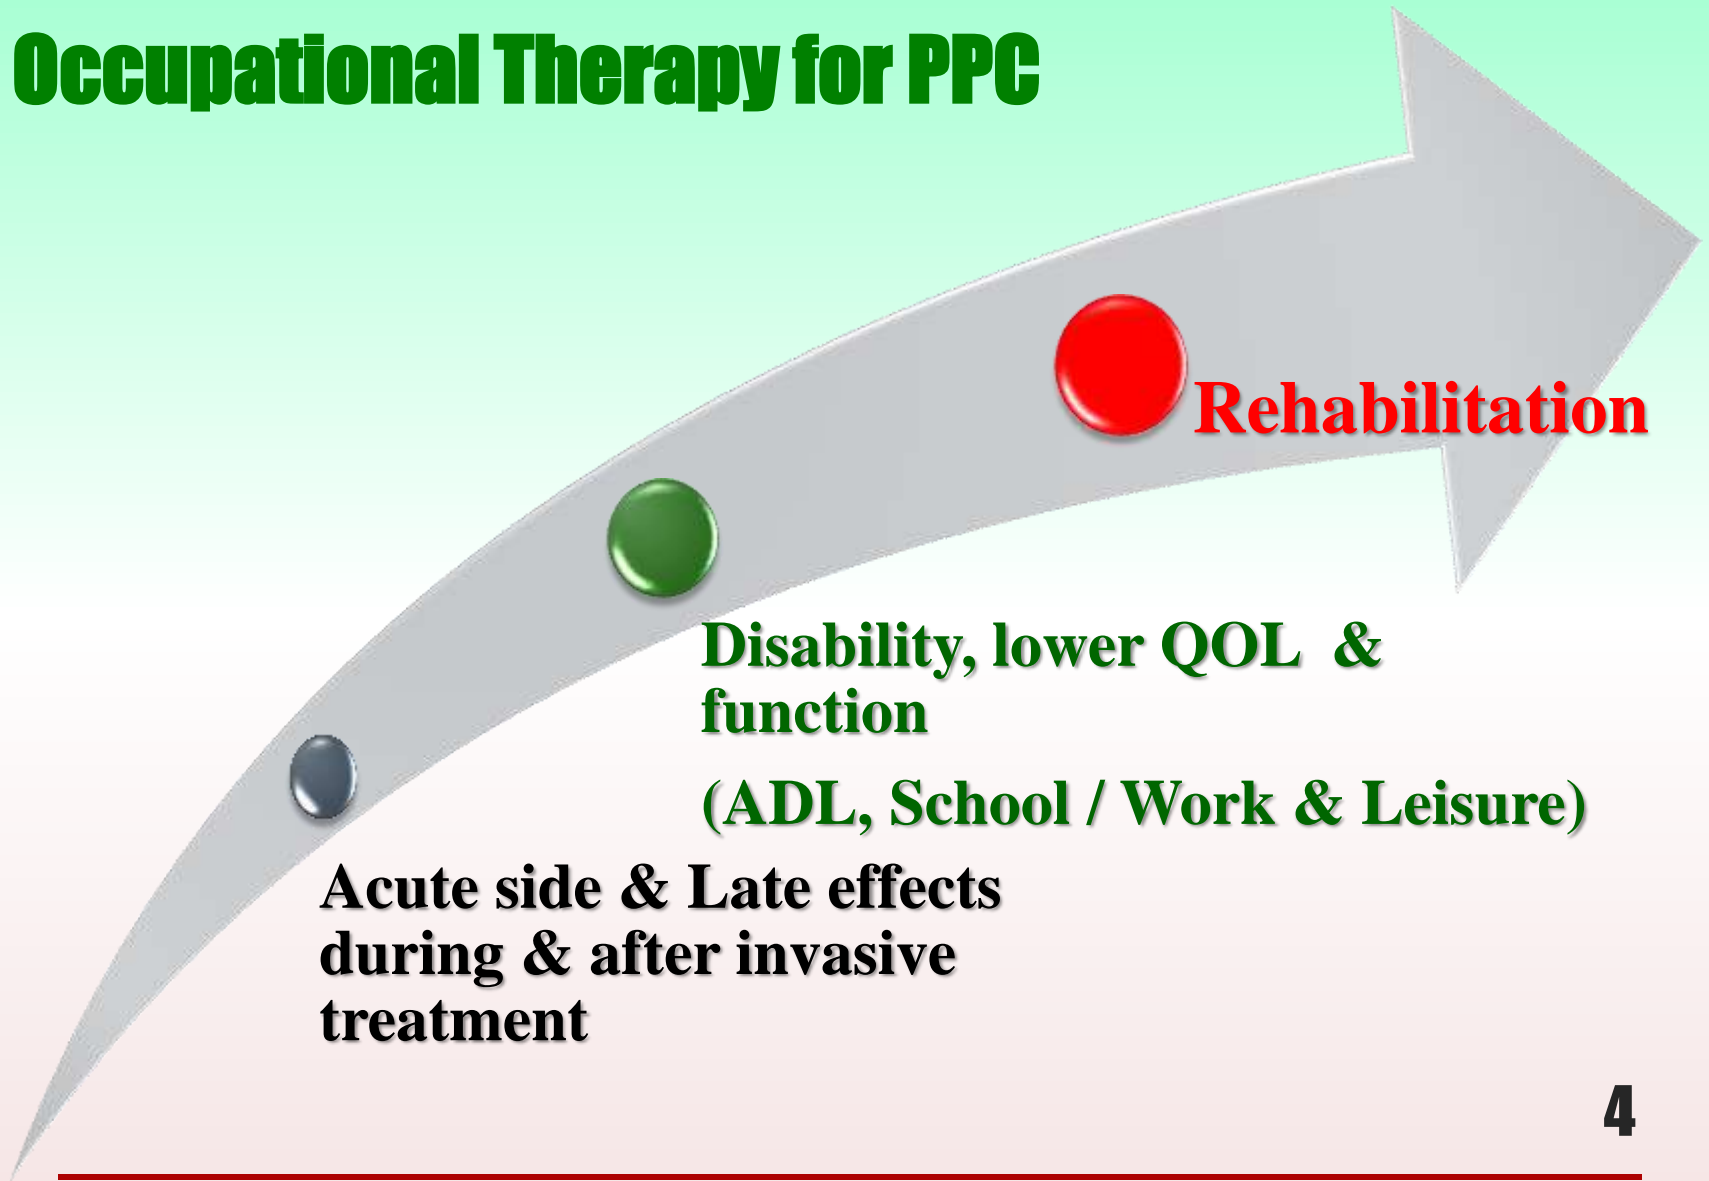 Occupational Therapy for PPC
Rehabilitation
Disability, lower QOL &
function
(ADL, School / Work & Leisure)
Acute side & Late effects
during & after invasive
treatment
4